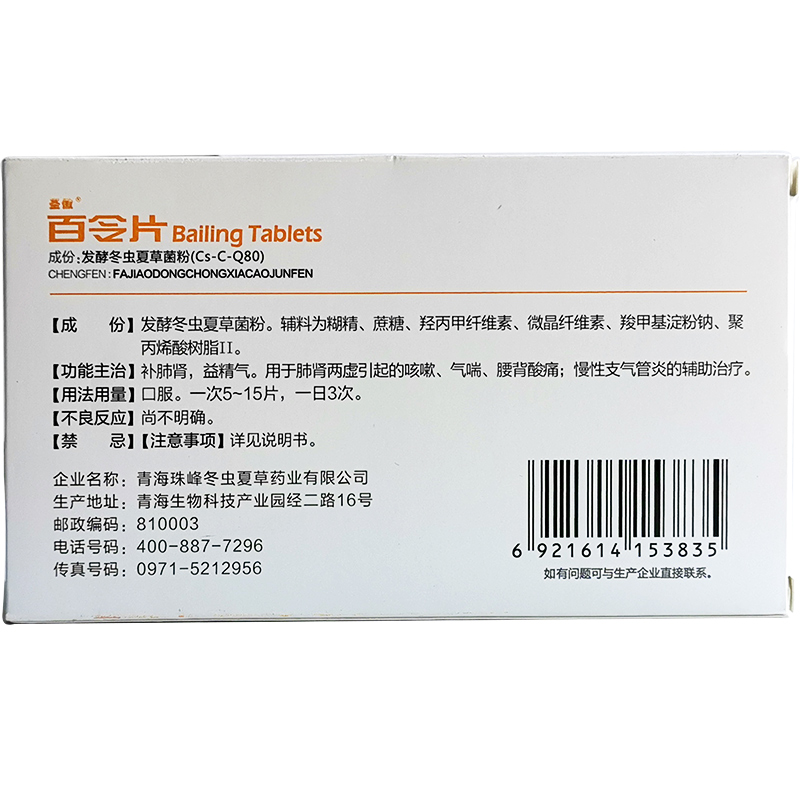 圣傲®
百令片 Bailing Tablets
成份:发酵冬虫夏草菌粉(Cs-C-Q80)
CHENGFEN: FAJIAODONGCHONGXIACAOJUNFEN
【成 份】发酵冬虫夏草菌粉。辅料为糊精、蔗糖、羟丙甲纤维素、微晶纤维素、羧甲基淀粉钠、聚
丙烯酸树脂II。
【功能主治】补肺肾，益精气。用于肺肾两虚引起的咳嗽、气喘、腰背酸痛；慢性支气管炎的辅助治疗。
【用法用量】口服。一次5~15片，一日3次。
【不良反应】尚不明确。
【禁 忌】【注意事项】详见说明书。
企业名称：青海珠峰冬虫夏草药业有限公司
生产地址：青海生物科技产业园经二路16号
邮政编码：810003
电话号码：400-887-7296
传真号码：0971-5212956
6 921614 153835
如有问题可与生产企业直接联系。